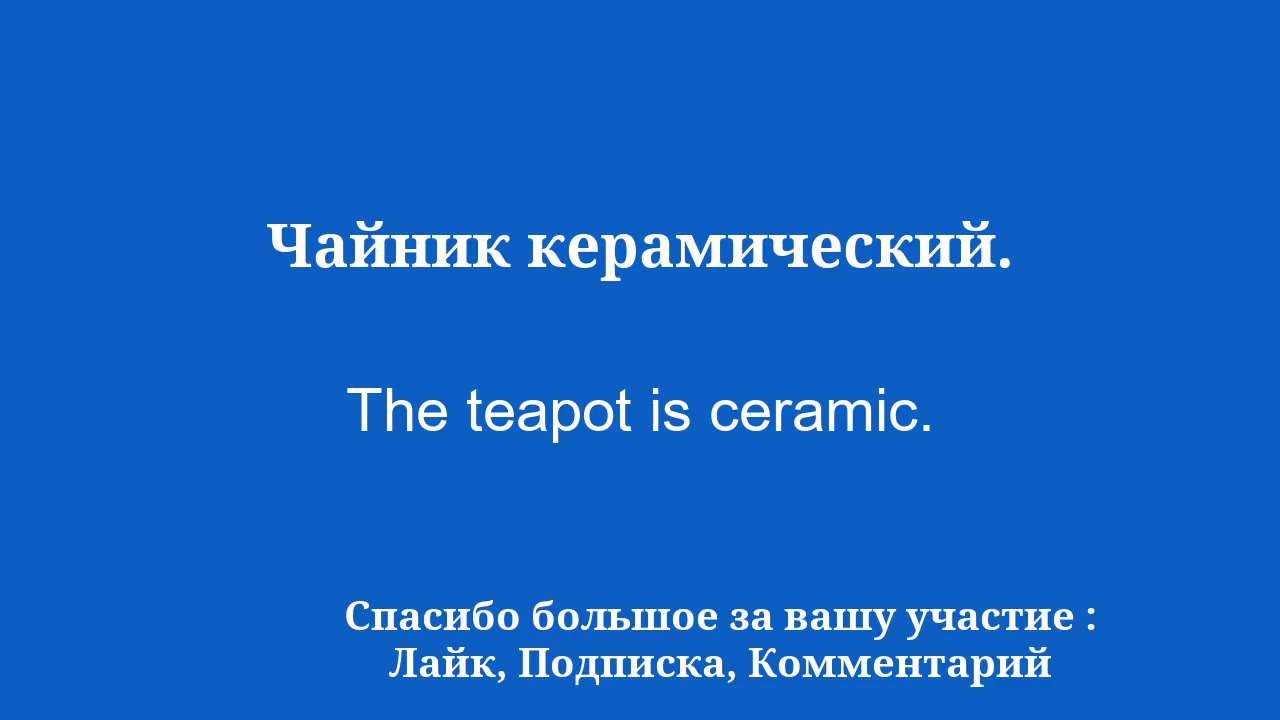 Чайник керамический.
The teapot is ceramic.
Спасибо большое за вашу участие :
Лайк, Подписка, Комментарий